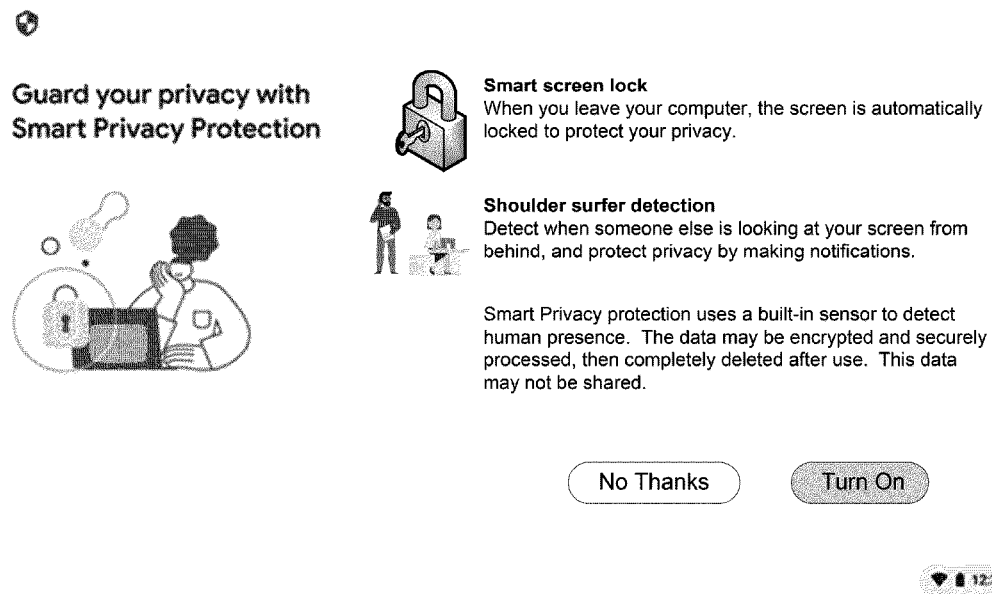 Guard your privacy with
Smart Privacy Protection
Smart screen lock
When you leave your computer, the screen is automatically
locked to protect your privacy.
Shoulder surfer detection
Detect when someone else is looking at your screen from
behind, and protect privacy by making notifications.
Smart Privacy protection uses a built-in sensor to detect
human presence.  The data may be encrypted and securely
processed, then completely deleted after use.  This data
may not be shared.
No Thanks
Turn On